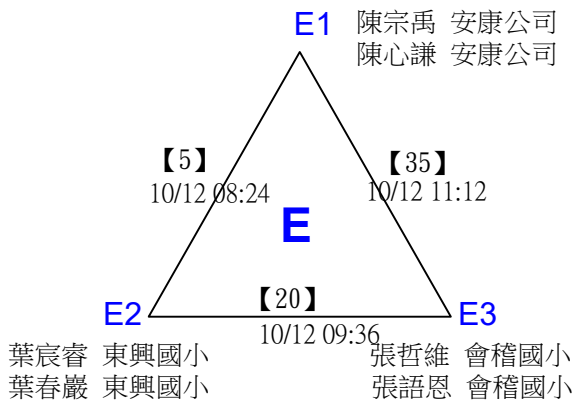 E1
陳宗禹 安康公司
陳心謙 安康公司
【5】
10/12 08:24
【35】
10/12 11:12
E
【20】
10/12 09:36
E2
E3
葉宸睿 東興國小
葉春巖 東興國小
張哲維 會稽國小
張語恩 會稽國小